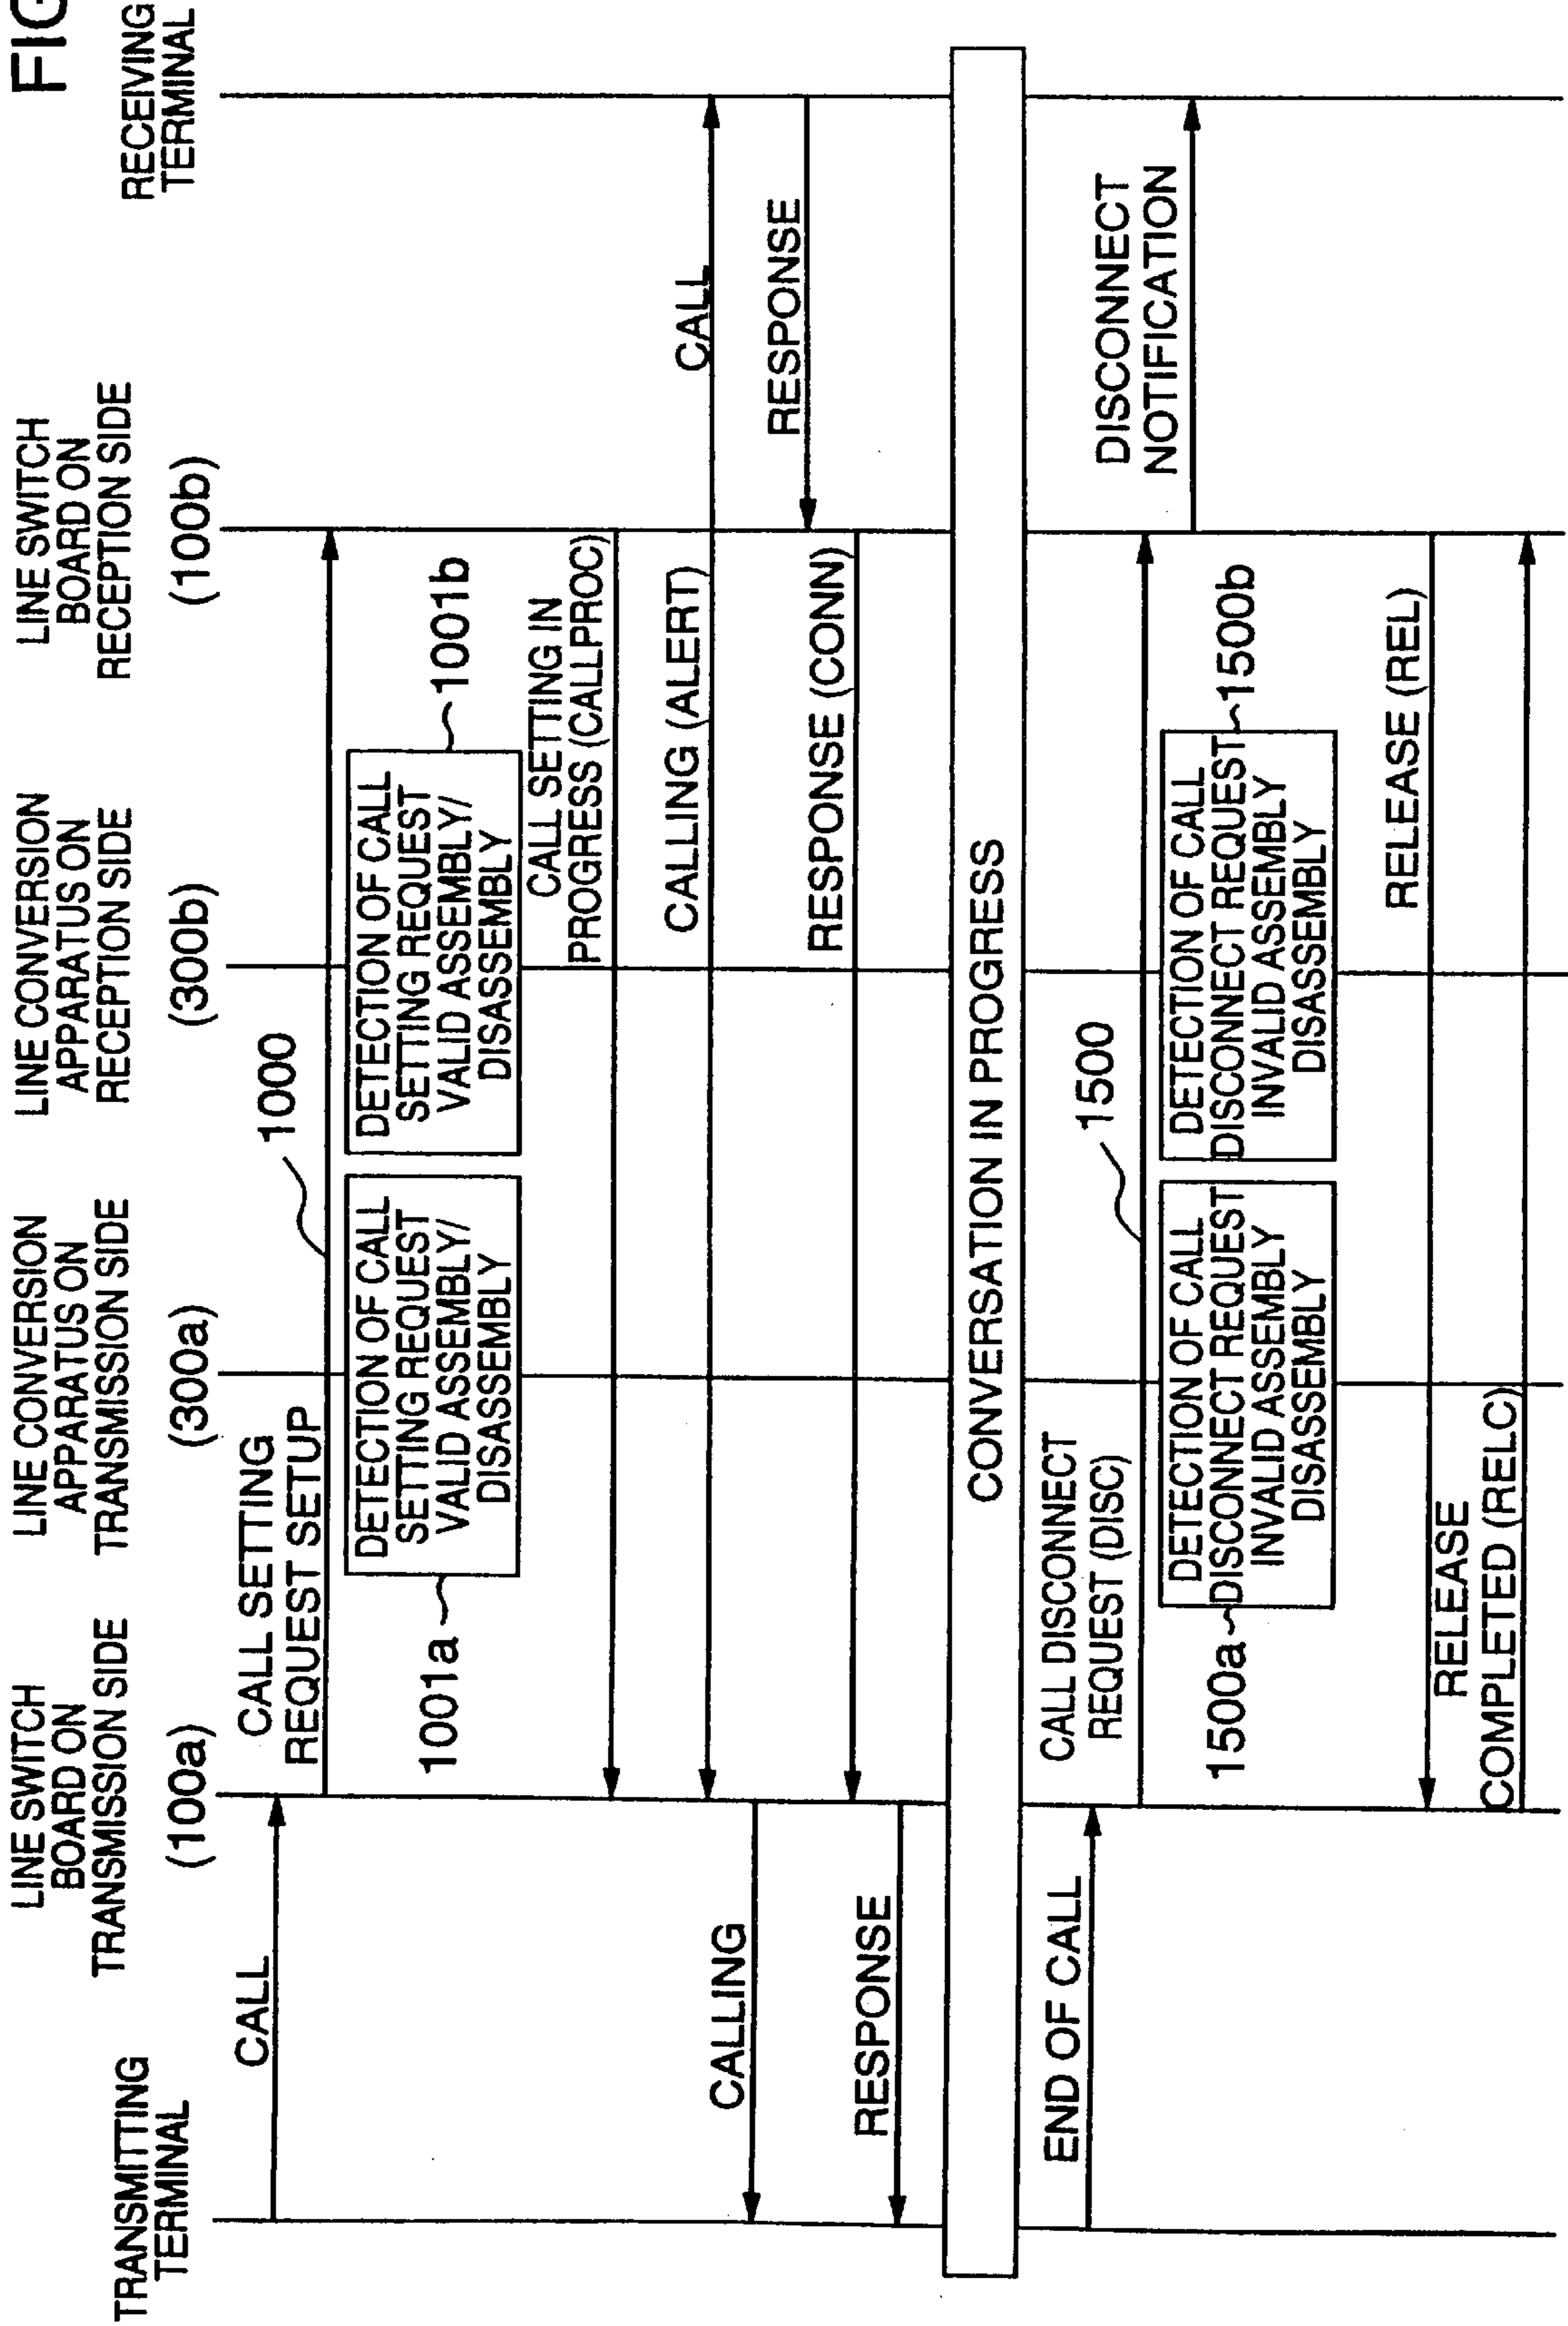 FIG
TRANSMITTING
TERMINAL
LINE SWITCH
BOARD ON
TRANSMISSION SIDE
(100a)
LINE CONVERSION
APPARATUS ON
TRANSMISSION SIDE
(300a)
LINE CONVERSION
APPARATUS ON
RECEPTION SIDE
(300b)
LINE SWITCH
BOARD ON
RECEPTION SIDE
(100b)
RECEIVING
TERMINAL
CALL
CALL SETTING
REQUEST SETUP
1000
1001a
DETECTION OF CALL
SETTING REQUEST
VALID ASSEMBLY/
DISASSEMBLY
DETECTION OF CALL
SETTING REQUEST
VALID ASSEMBLY/
DISASSEMBLY
1001b
CALL SETTING IN
PROGRESS (CALLPROC)
CALLING (ALERT)
CALL
CALLING
RESPONSE
RESPONSE (CONN)
RESPONSE
CONVERSATION IN PROGRESS
END OF CALL
CALL DISCONNECT
REQUEST (DISC)
1500
DISCONNECT
NOTIFICATION
1500a
DETECTION OF CALL
DISCONNECT REQUEST
INVALID ASSEMBLY
DISASSEMBLY
DETECTION OF CALL
DISCONNECT REQUEST
INVALID ASSEMBLY
DISASSEMBLY
1500b
RELEASE (REL)
RELEASE
COMPLETED (RELC)